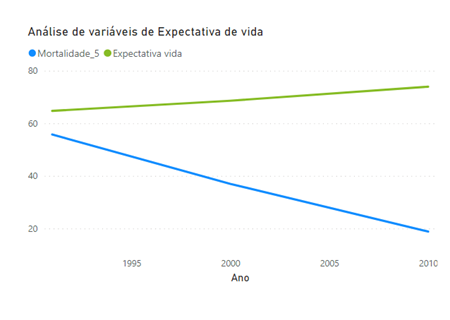 Análise de variáveis de Expectativa de vida
Mortalidade_5 Expectativa vida
80
60
40
20
1995 2000 2005 2010
Ano